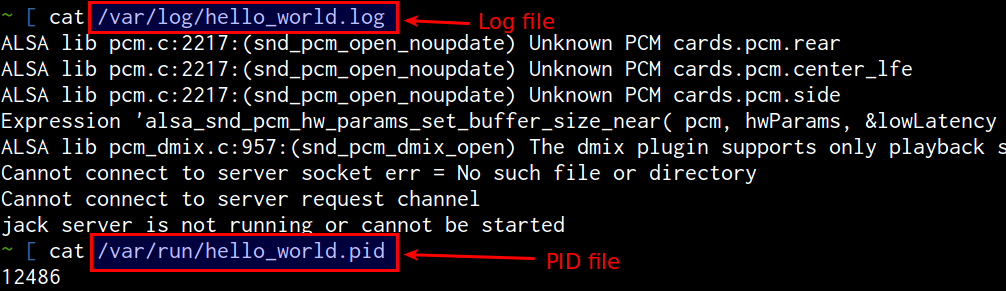 ~ [ cat /var/log/hello_world.log
Log file
ALSA lib pcm.c:2217:(snd_pcm_open_noupdate) Unknown PCM cards.pcm.rear
ALSA lib pcm.c:2217:(snd_pcm_open_noupdate) Unknown PCM cards.pcm.center_lfe
ALSA lib pcm.c:2217:(snd_pcm_open_noupdate) Unknown PCM cards.pcm.side
Expression 'alsa_snd_pcm_hw_params_set_buffer_size_near( pcm, hwParams, &lowLatency
ALSA lib pcm_dmix.c:957:(snd_pcm_dmix_open) The dmix plugin supports only playback s
Cannot connect to server socket err = No such file or directory
Cannot connect to server request channel
jack server is not running or cannot be started
~ [ cat /var/run/hello_world.pid
PID file
12486